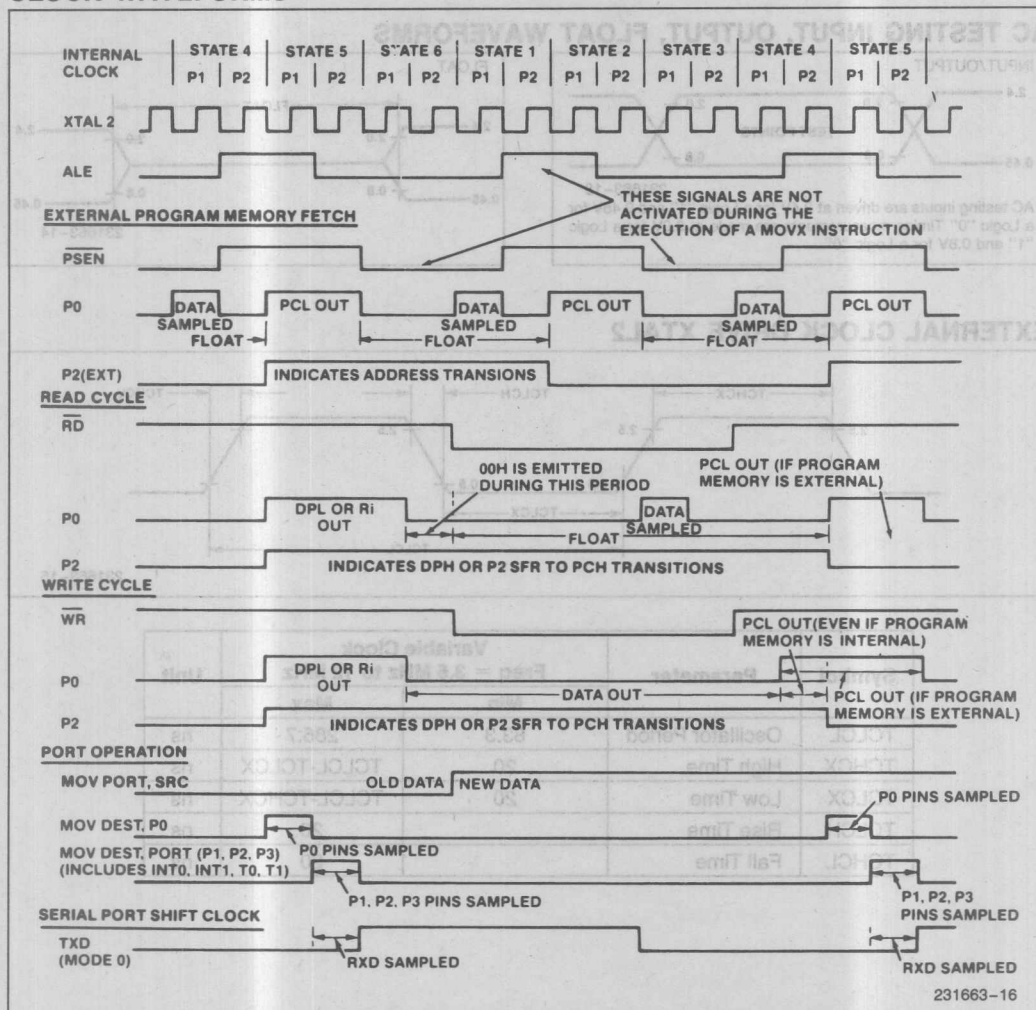 INTERNAL CLOCK
STATE 4 STATE 5 STATE 6 STATE 1 STATE 2 STATE 3 STATE 4 STATE 5
P1 P2 P1 P2 P1 P2 P1 P2 P1 P2 P1 P2 P1 P2 P1 P2
XTAL 2
ALE
THESE SIGNALS ARE NOT
ACTIVATED DURING THE
EXECUTION OF A MOVX INSTRUCTION
EXTERNAL PROGRAM MEMORY FETCH
PSEN
P0
DATA SAMPLED
FLOAT
PCL OUT
DATA SAMPLED
FLOAT
PCL OUT
DATA SAMPLED
FLOAT
PCL OUT
P2(EXT)
INDICATES ADDRESS TRANSIONS
READ CYCLE
RD
00H IS EMITTED
DURING THIS PERIOD
PCL OUT (IF PROGRAM
MEMORY IS EXTERNAL)
P0
DPL OR Ri
OUT
DATA
SAMPLED
FLOAT
P2
INDICATES DPH OR P2 SFR TO PCH TRANSITIONS
WRITE CYCLE
WR
PCL OUT(EVEN IF PROGRAM
MEMORY IS INTERNAL)
P0
DPL OR Ri
OUT
DATA OUT
PCL OUT (IF PROGRAM
MEMORY IS EXTERNAL)
P2
INDICATES DPH OR P2 SFR TO PCH TRANSITIONS
PORT OPERATION
MOV PORT, SRC
OLD DATA NEW DATA
P0 PINS SAMPLED
MOV DEST, P0
P0 PINS SAMPLED
MOV DEST, PORT (P1, P2, P3)
(INCLUDES INT0, INT1, T0, T1)
P1, P2, P3 PINS SAMPLED
P1, P2, P3
PINS SAMPLED
SERIAL PORT SHIFT CLOCK
TXD
(MODE 0)
RXD SAMPLED
RXD SAMPLED
231663–16